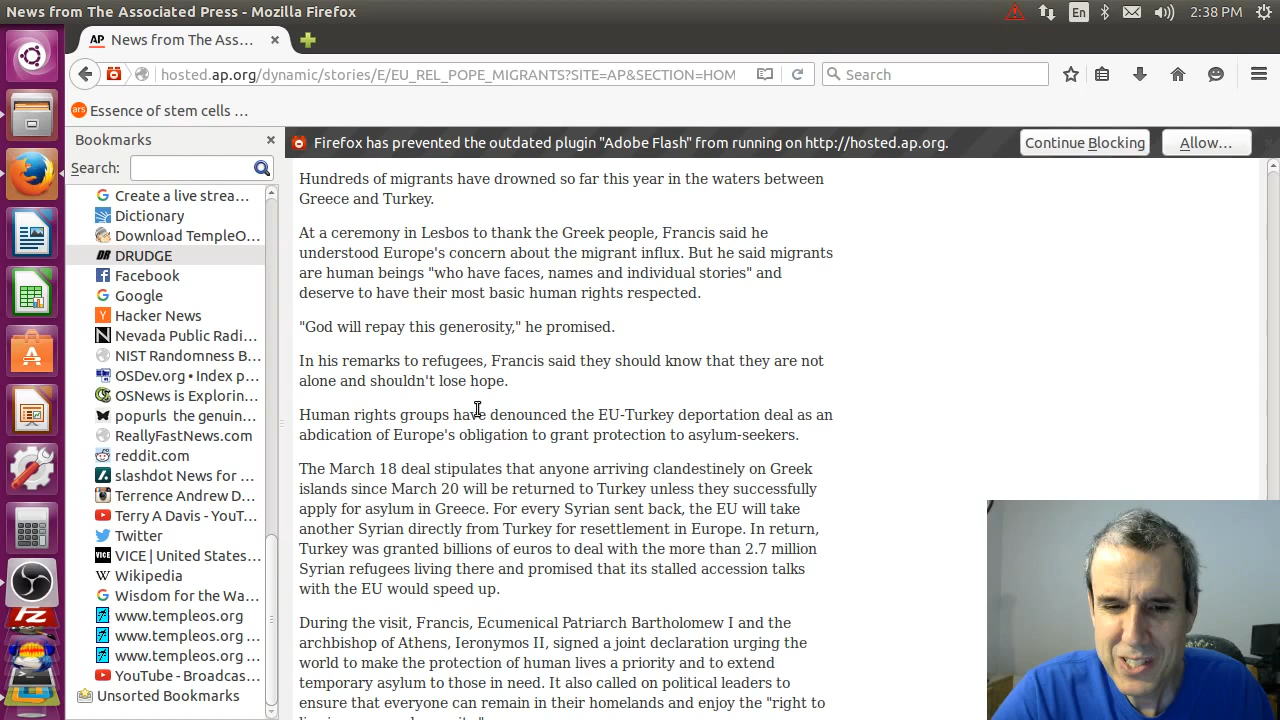 News from The Associated Press - Mozilla Firefox
En
2:38 PM
AP News from The Ass...
hosted.ap.org/dynamic/stories/E/EU_REL_POPE_MIGRANTS?SITE=AP&SECTION=HOM
Search
ars Essence of stem cells ...
Bookmarks
Firefox has prevented the outdated plugin "Adobe Flash" from running on http://hosted.ap.org.
Continue Blocking
Allow...
Search:
Create a live strea...
Dictionary
Download TempleO...
DR DRUDGE
Facebook
Google
Hacker News
Nevada Public Radi...
NIST Randomness B...
OSDev.org • Index p...
OSNews is Explorin...
popurls the genuin...
ReallyFastNews.com
reddit.com
slashdot News for ...
Terrence Andrew D...
Terry A Davis - YouT...
Twitter
VICE VICE | United States...
W Wikipedia
Wisdom for the Wa...
www.templeos.org
www.templeos.org ...
www.templeos.org ...
YouTube - Broadcas...
Unsorted Bookmarks
Hundreds of migrants have drowned so far this year in the waters between
Greece and Turkey.
At a ceremony in Lesbos to thank the Greek people, Francis said he
understood Europe's concern about the migrant influx. But he said migrants
are human beings "who have faces, names and individual stories" and
deserve to have their most basic human rights respected.
"God will repay this generosity," he promised.
In his remarks to refugees, Francis said they should know that they are not
alone and shouldn't lose hope.
Human rights groups have denounced the EU-Turkey deportation deal as an
abdication of Europe's obligation to grant protection to asylum-seekers.
The March 18 deal stipulates that anyone arriving clandestinely on Greek
islands since March 20 will be returned to Turkey unless they successfully
apply for asylum in Greece. For every Syrian sent back, the EU will take
another Syrian directly from Turkey for resettlement in Europe. In return,
Turkey was granted billions of euros to deal with the more than 2.7 million
Syrian refugees living there and promised that its stalled accession talks
with the EU would speed up.
During the visit, Francis, Ecumenical Patriarch Bartholomew I and the
archbishop of Athens, Ieronymos II, signed a joint declaration urging the
world to make the protection of human lives a priority and to extend
temporary asylum to those in need. It also called on political leaders to
ensure that everyone can remain in their homelands and enjoy the "right to
Fz